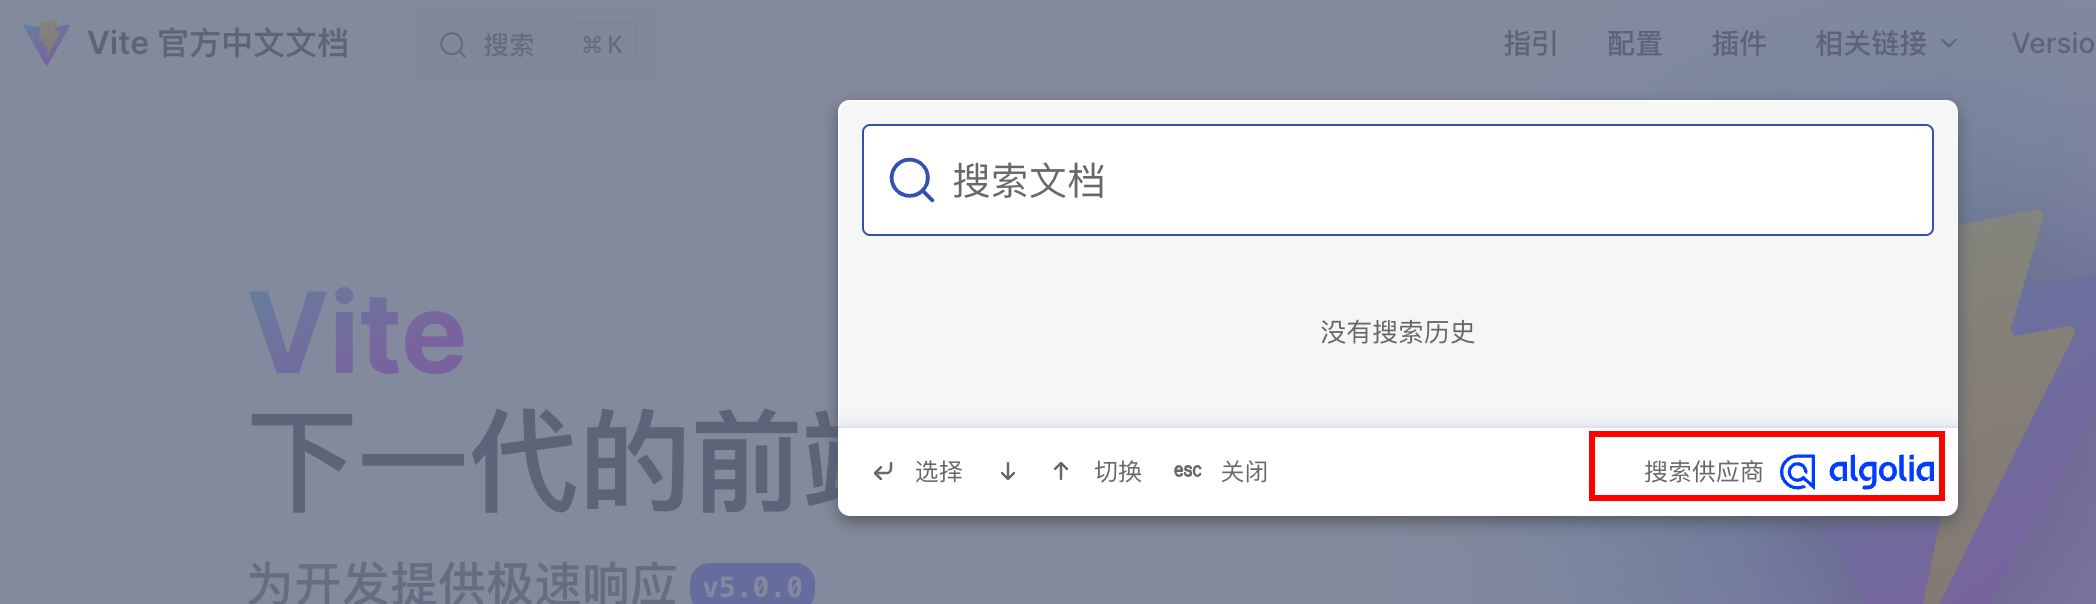 Vite 官方中文文档
搜索 ⌘ K
指引 配置 插件 相关链接 Versio
搜索文档
没有搜索历史
选择 切换 esc 关闭 搜索供应商 algolia
Vite
下一代的前端
为开发提供极速响应 v5.0.0